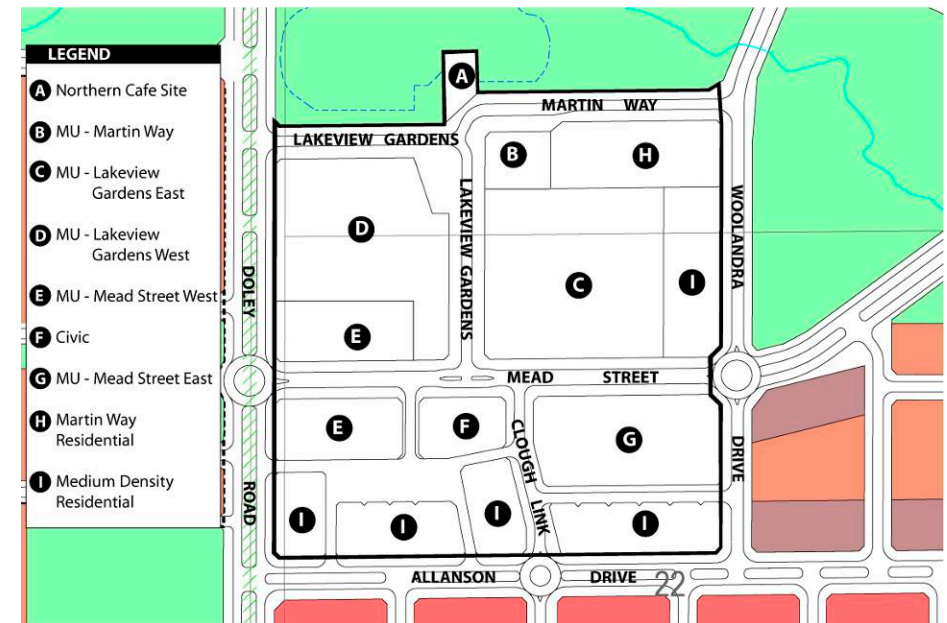 LEGEND
A Northern Cafe Site
B MU - Martin Way
C MU - Lakeview
Gardens East
D MU - Lakeview
Gardens West
E MU - Mead Street West
F Civic
G MU - Mead Street East
H Martin Way
Residential
I Medium Density
Residential
A
MARTIN WAY
LAKEVIEW GARDENS
B
H
LAKEVIEW GARDENS
WOOLANDRA
D
C
I
DOLEY
E
MEAD STREET
E
F
G
CLOUGH
LINK
DRIVE
ROAD
I
I
I
I
ALLANSON DRIVE
22